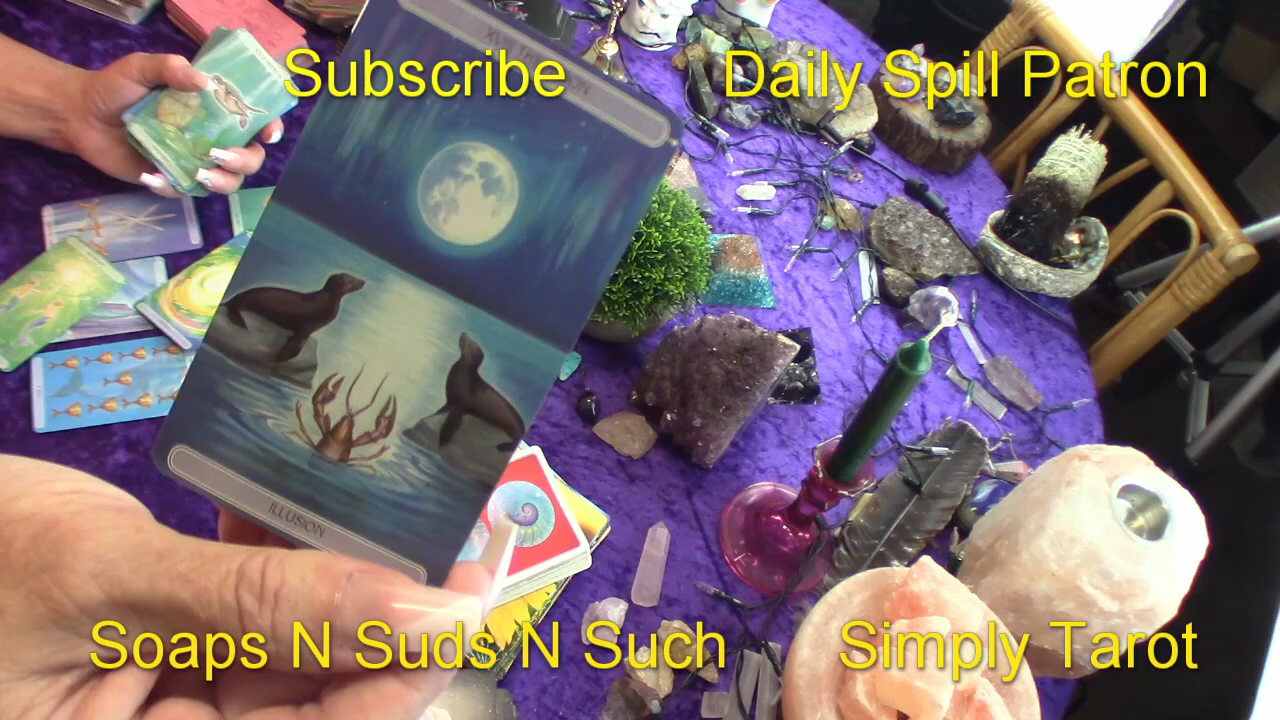 Subscribe
Daily Spill Patron
ILLUSION
Soaps N Suds N Such
Simply Tarot